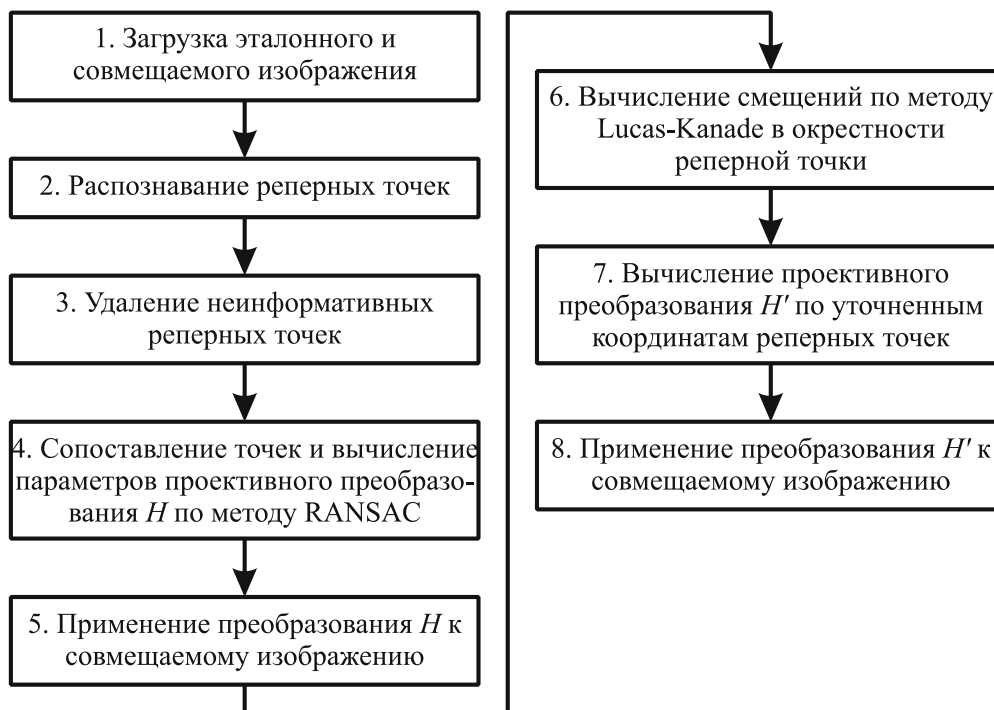 1. Загрузка эталонного и
совмещаемого изображения
2. Распознавание реперных точек
3. Удаление неинформативных
реперных точек
4. Сопоставление точек и вычисление
параметров проективного преобразо-
вания H по методу RANSAC
5. Применение преобразования H к
совмещаемому изображению
6. Вычисление смещений по методу
Lucas-Kanade в окрестности
реперной точки
7. Вычисление проективного
преобразования H′ по уточненным
координатам реперных точек
8. Применение преобразования H′ к
совмещаемому изображению